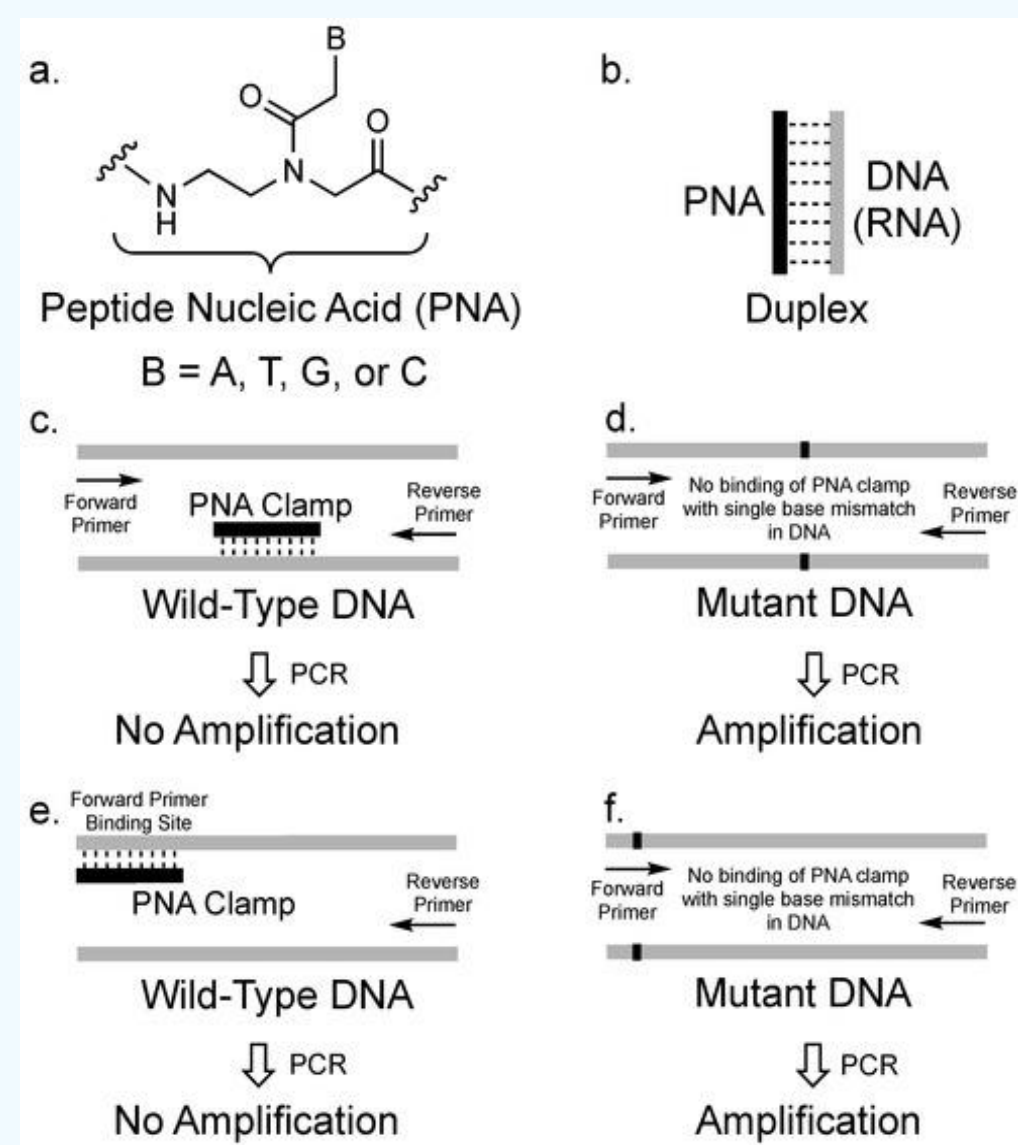 a.
B
O
O
N
N
H
Peptide Nucleic Acid (PNA)
B = A, T, G, or C
b.
PNA
DNA
(RNA)
Duplex
c.
Forward
Primer
PNA Clamp
Reverse
Primer
Wild-Type DNA
PCR
No Amplification
d.
Forward
Primer
No binding of PNA clamp
with single base mismatch
in DNA
Reverse
Primer
Mutant DNA
PCR
Amplification
e.
Forward Primer
Binding Site
PNA Clamp
Reverse
Primer
Wild-Type DNA
PCR
No Amplification
f.
Forward
Primer
No binding of PNA clamp
with single base mismatch
in DNA
Reverse
Primer
Mutant DNA
PCR
Amplification